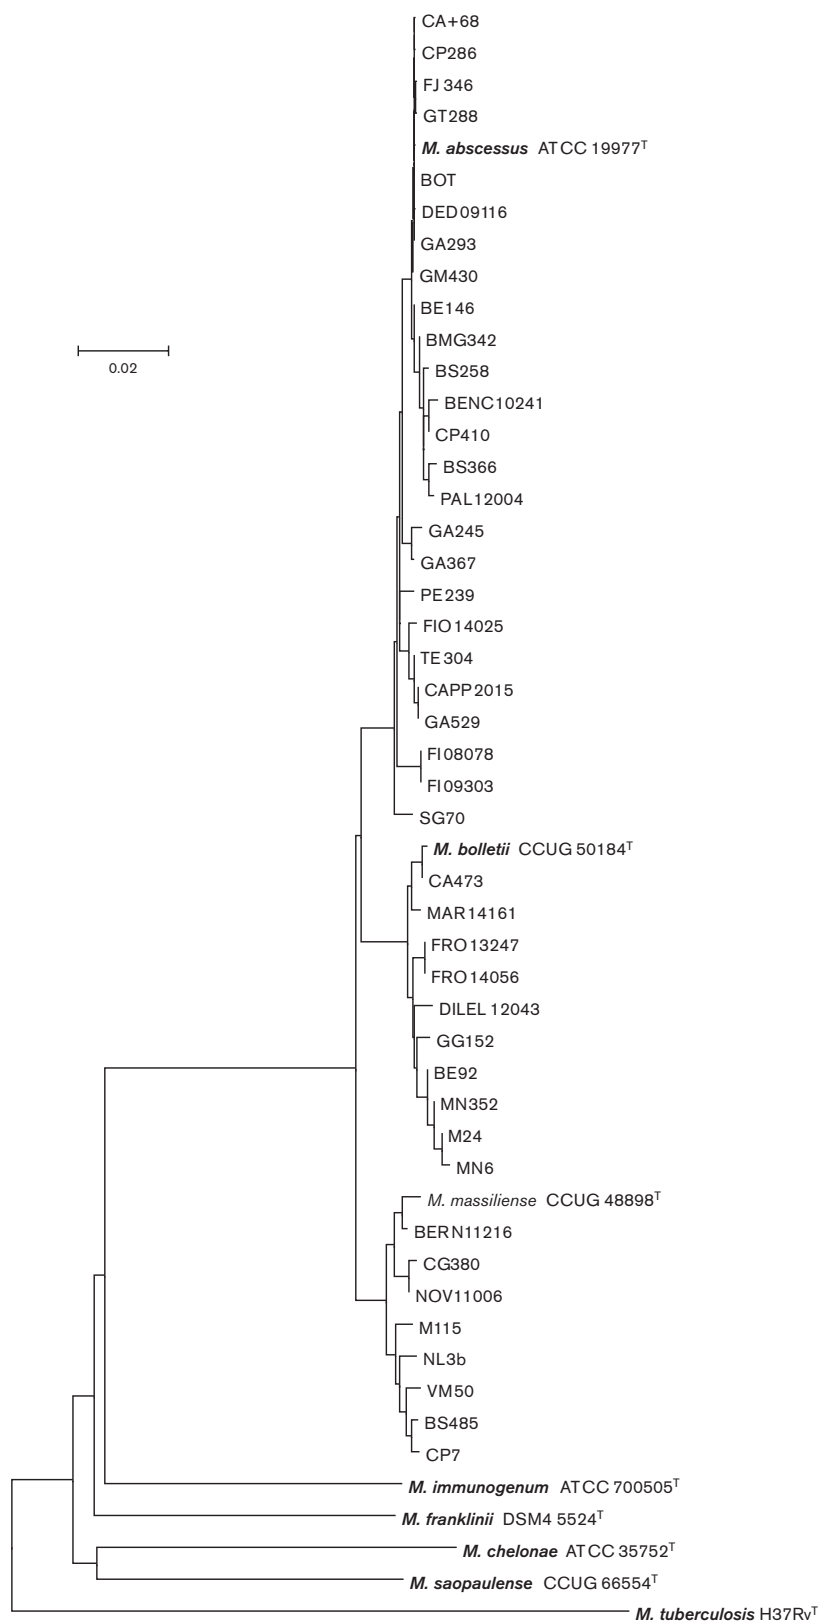 CA+68
CP286
FJ346
GT288
M. abscessus ATCC 19977T
BOT
DED09116
GA293
GM430
BE146
BMG342
0.02
BS258
BENC10241
CP410
BS366
PAL12004
GA245
GA367
PE239
FIO14025
TE304
CAPP2015
GA529
FI08078
FI09303
SG70
M. bolletii CCUG 50184T
CA473
MAR14161
FRO13247
FRO14056
DILEL 12043
GG152
BE92
MN352
M24
MN6
M. massiliense CCUG 48898T
BERN11216
CG380
NOV11006
M115
NL3b
VM50
BS485
CP7
M. immunogenum ATCC 700505T
M. franklinii DSM4 5524T
M. chelonae ATCC 35752T
M. saopaulense CCUG 66554T
M. tuberculosis H37RvT